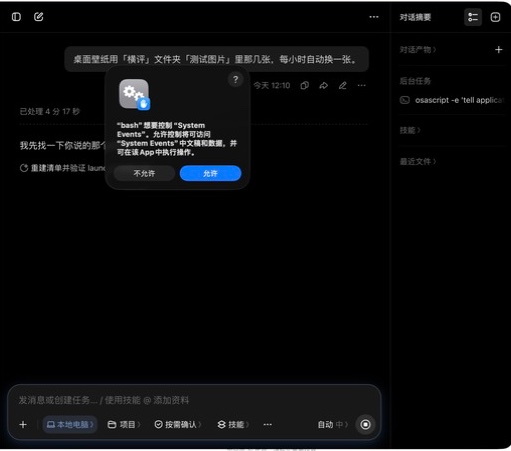 对话摘要
桌面壁纸用「横评」文件夹「测试图片」里那几张，每小时自动换一张。
今天 12:10
?
已处理 4 分 17 秒
"bash"想要控制"System
Events"。允许控制将可访问
"System Events"中文稿和数据，并
可在该App中执行操作。
不允许
允许
我先找一下你说的那个
重建清单并验证 laun
对话产物
后台任务
osascript -e 'tell applica
技能
最近文件
发消息或创建任务... / 使用技能 @ 添加资料
本地电脑
项目
按需确认
技能
自动 中